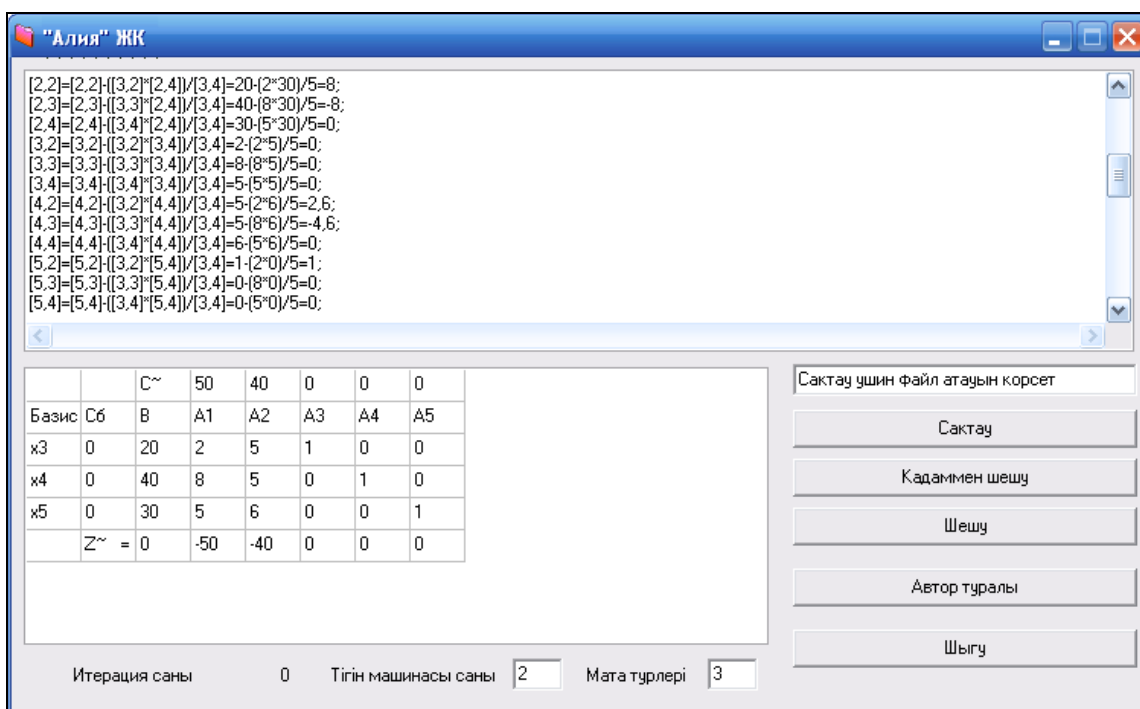 "Алия" ЖК
[2,2]=[2,2]-([3,2]*[2,4])/[3,4]=20-(2*30)/5=8;
[2,3]=[2,3]-([3,3]*[2,4])/[3,4]=40-(8*30)/5=-8;
[2,4]=[2,4]-([3,4]*[2,4])/[3,4]=30-(5*30)/5=0;
[3,2]=[3,2]-([3,2]*[3,4])/[3,4]=2-(2*5)/5=0;
[3,3]=[3,3]-([3,3]*[3,4])/[3,4]=8-(8*5)/5=0;
[3,4]=[3,4]-([3,4]*[3,4])/[3,4]=5-(5*5)/5=0;
[4,2]=[4,2]-([3,2]*[4,4])/[3,4]=5-(2*6)/5=2,6;
[4,3]=[4,3]-([3,3]*[4,4])/[3,4]=5-(8*6)/5=-4,6;
[4,4]=[4,4]-([3,4]*[4,4])/[3,4]=6-(5*6)/5=0;
[5,2]=[5,2]-([3,2]*[5,4])/[3,4]=1-(2*0)/5=1;
[5,3]=[5,3]-([3,3]*[5,4])/[3,4]=0-(8*0)/5=0;
[5,4]=[5,4]-([3,4]*[5,4])/[3,4]=0-(5*0)/5=0;
C~ 50 40 0 0 0
Базис Сб B A1 A2 A3 A4 A5
x3 0 20 2 5 1 0 0
x4 0 40 8 5 0 1 0
x5 0 30 5 6 0 0 1
Z~ = 0 -50 -40 0 0 0
Сактау ушин файл атауын корсет
Сактау
Кадаммен шешу
Шешу
Автор туралы
Шыгу
Итерация саны 0 Тігін машинасы саны 2 Мата турлері 3